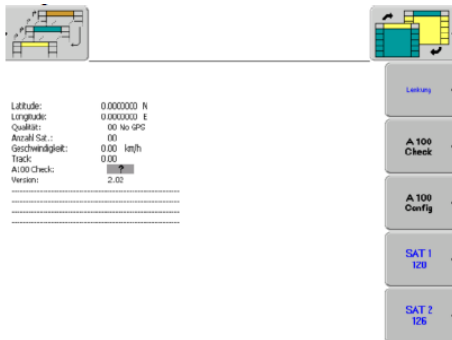 Latitude: 0.0000000 N
Longitude: 0.0000000 E
Qualität: 00 No GPS
Anzahl Sat.: 00
Geschwindigkeit: 0.00 km/h
Track: 0.00
A100 Check: ?
Version: 2.02
Lenkung
A 100
Check
A 100
Config
SAT 1
120
SAT 2
126